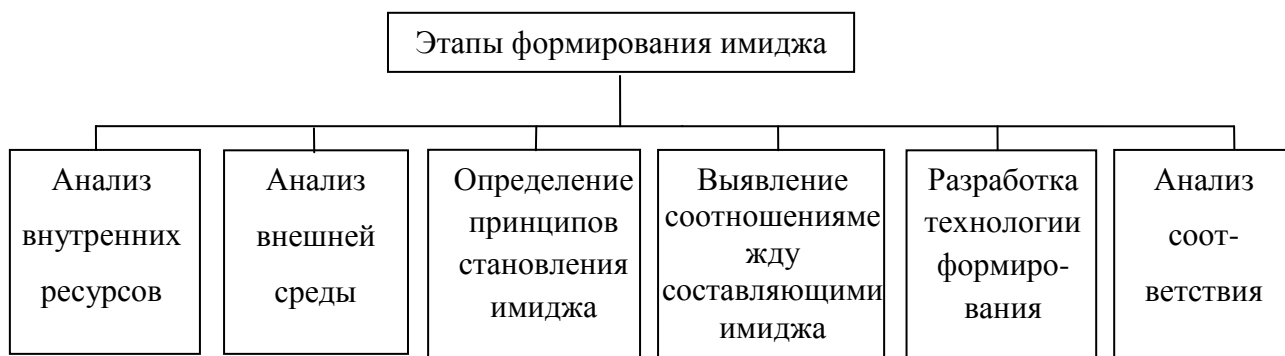 Этапы формирования имиджа
Анализ
внутренних
ресурсов
Анализ
внешней
среды
Определение
принципов
становления
имиджа
Выявление
соотношенияме
жду
составляющими
имиджа
Разработка
технологии
формиро-
вания
Анализ
соот-
ветствия